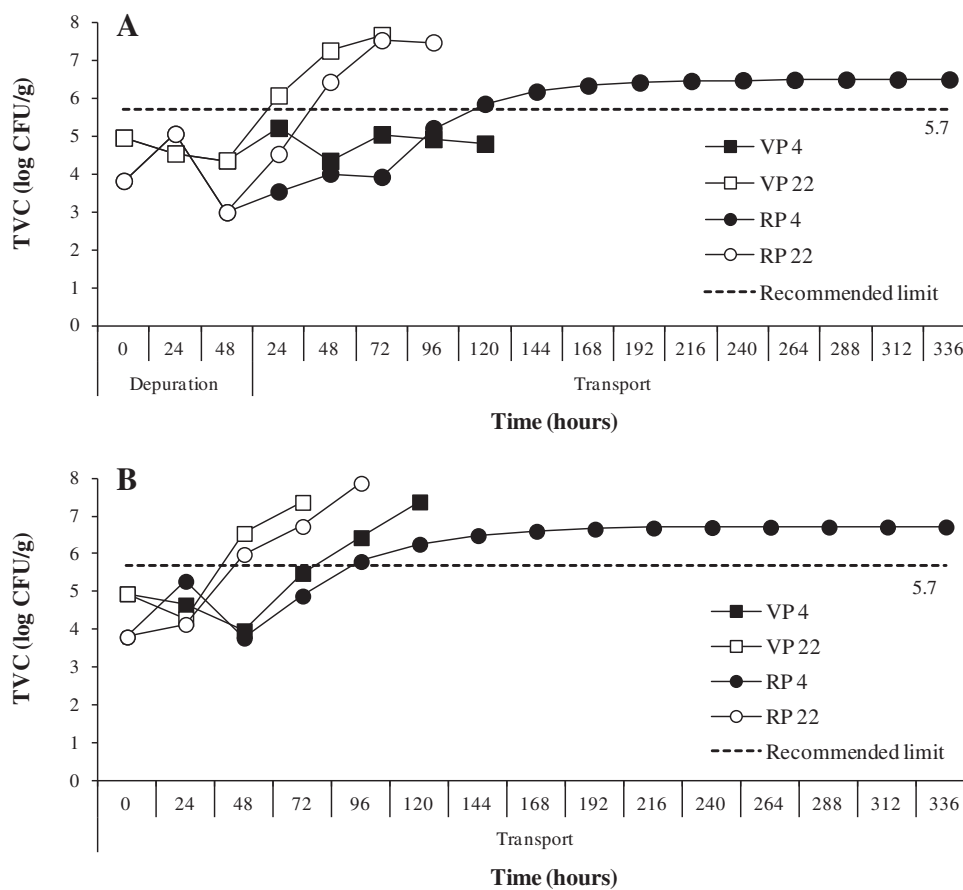 A
TVC (log CFU/g)
8
7
6
5
4
3
2
1
0
5.7
VP 4
VP 22
RP 4
RP 22
Recommended limit
0 24 48 24 48 72 96 120 144 168 192 216 240 264 288 312 336
Depuration Transport
Time (hours)
B
TVC (log CFU/g)
8
7
6
5
4
3
2
1
0
5.7
VP 4
VP 22
RP 4
RP 22
Recommended limit
0 24 48 72 96 120 144 168 192 216 240 264 288 312 336
Transport
Time (hours)